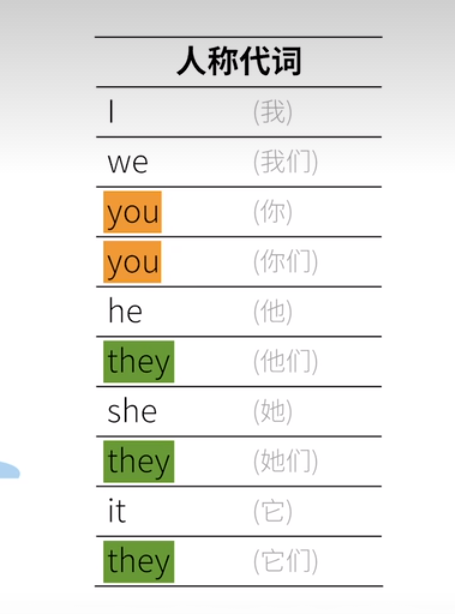 人称代词
I (我)
we (我们)
you (你)
you (你们)
he (他)
they (他们)
she (她)
they (她们)
it (它)
they (它们)